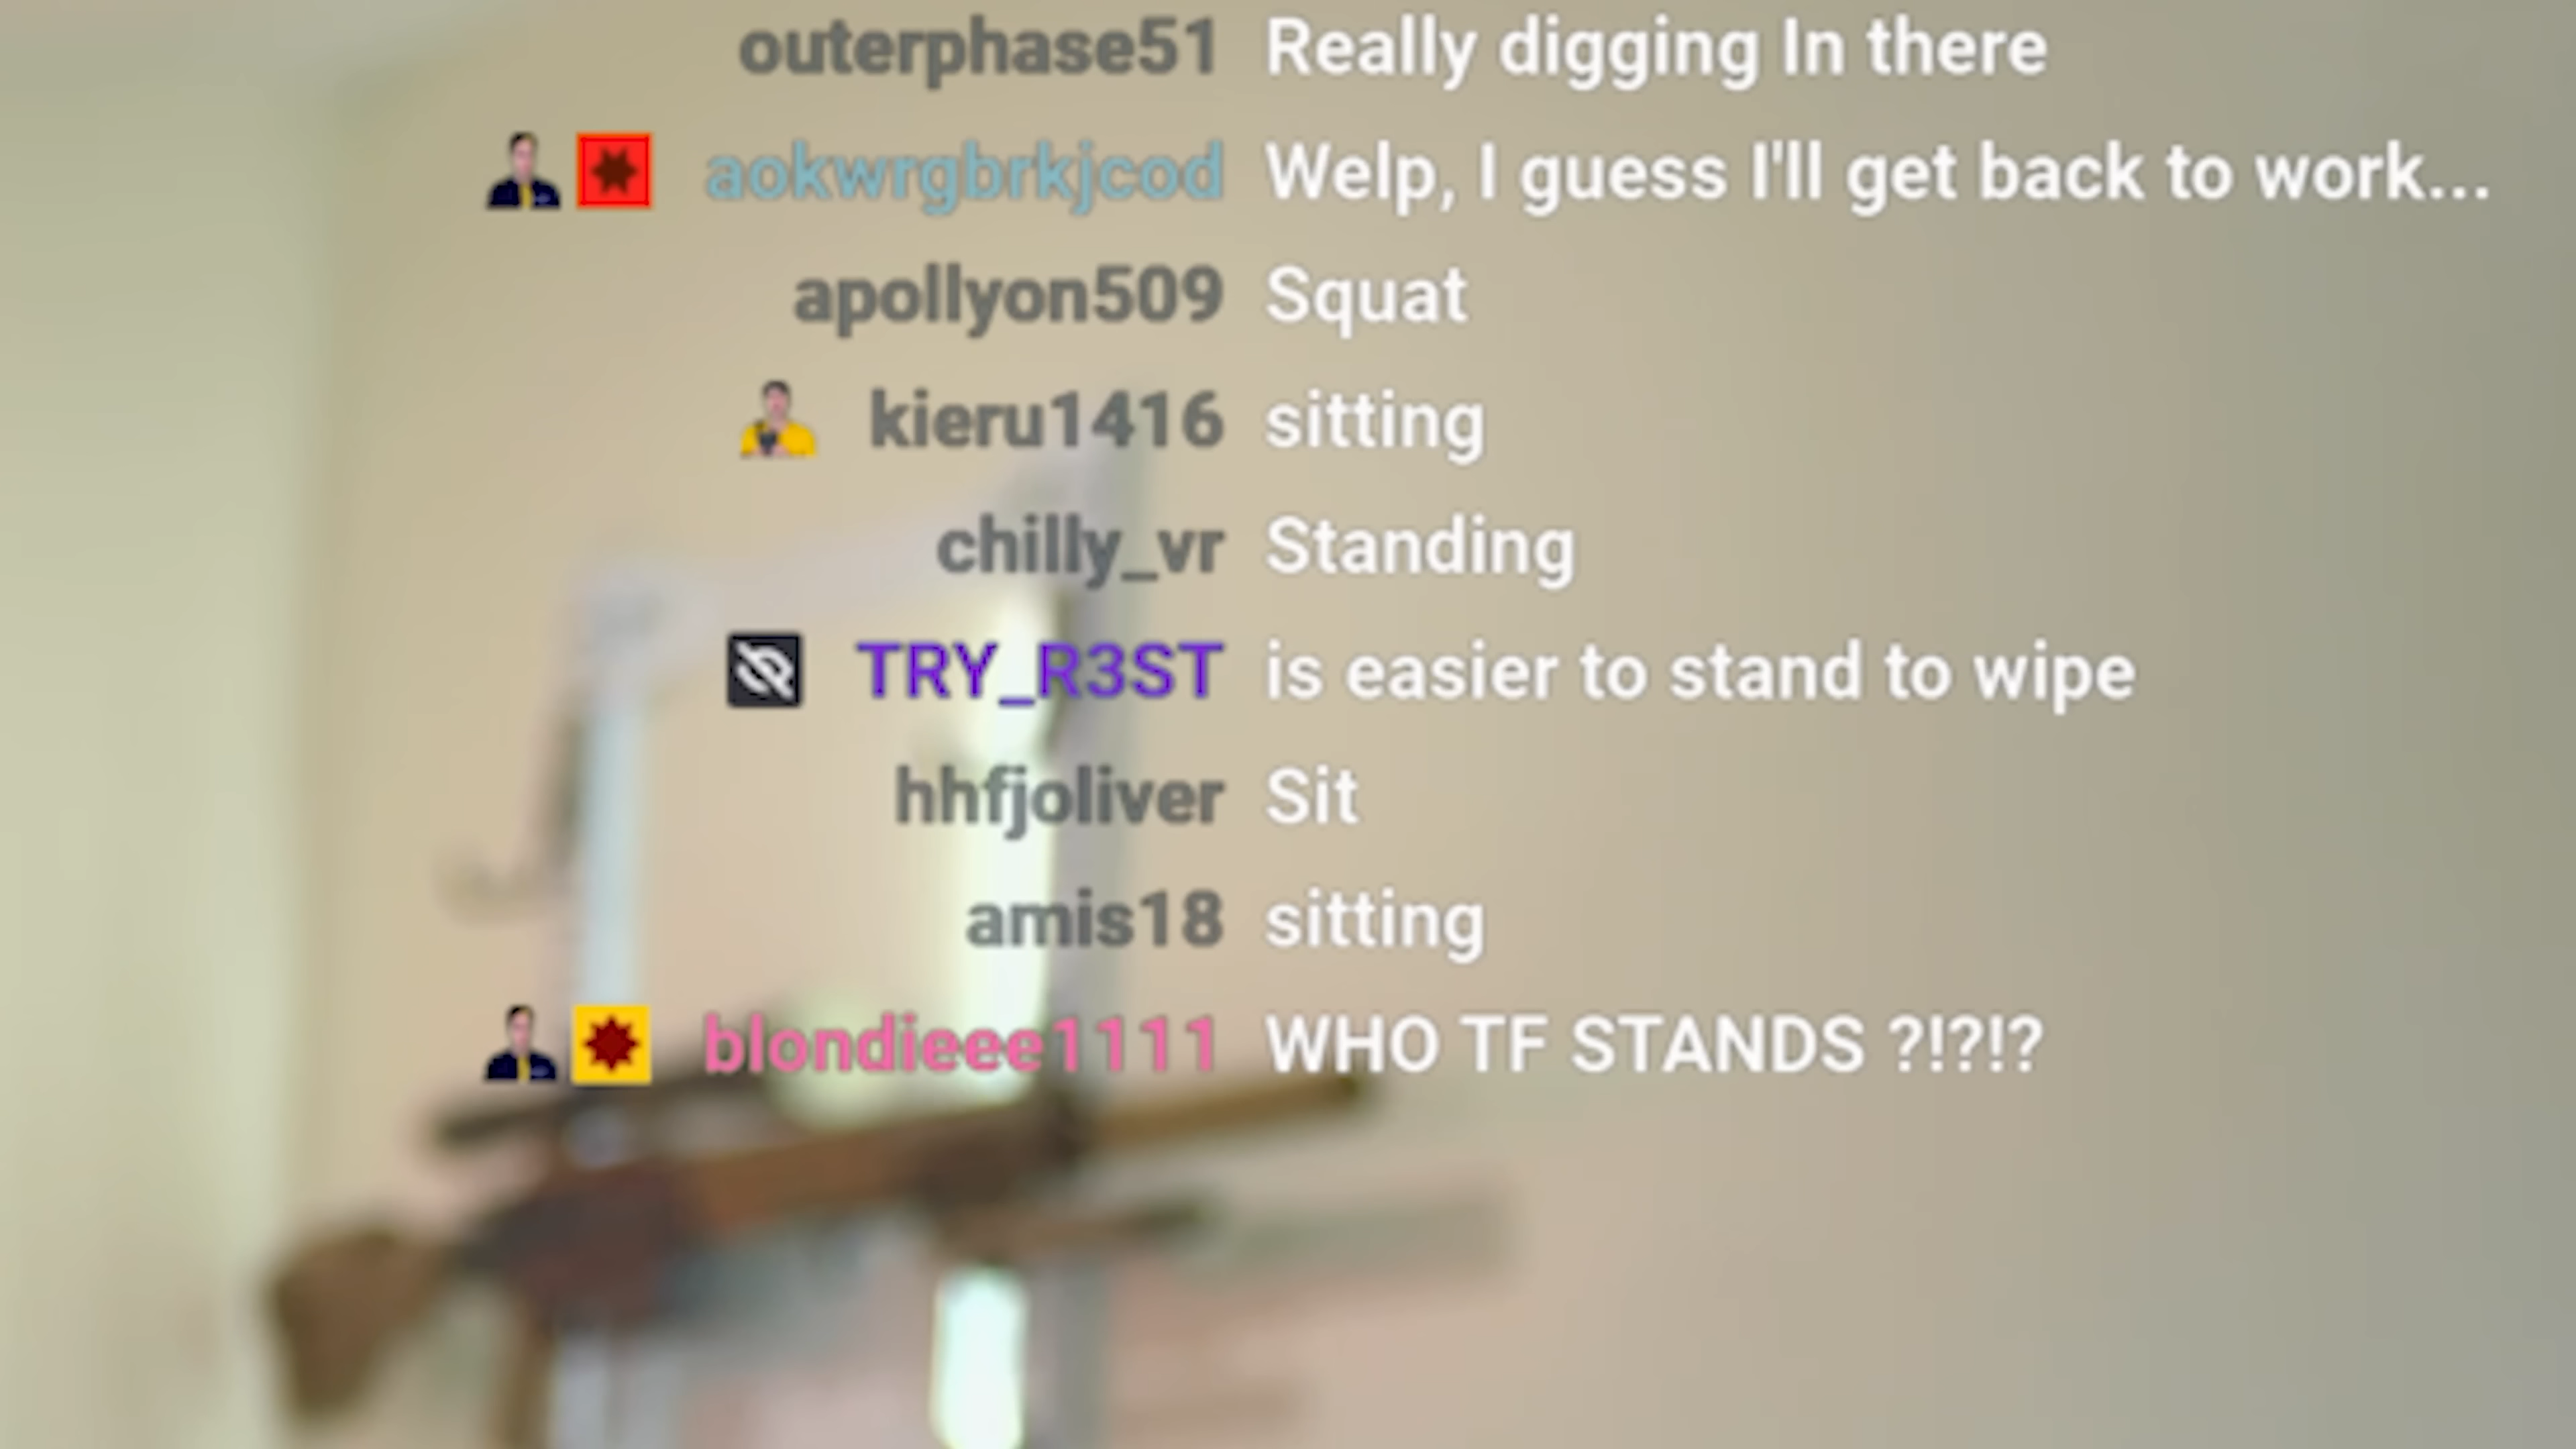 outerphase51 Really digging In there
aokwrgbrkjcod Welp, I guess I'll get back to work...
apollyon509 Squat
kieru1416 sitting
chilly_vr Standing
TRY_R3ST is easier to stand to wipe
hhfjoliver Sit
amis18 sitting
blondieee1111 WHO TF STANDS ?!?!?